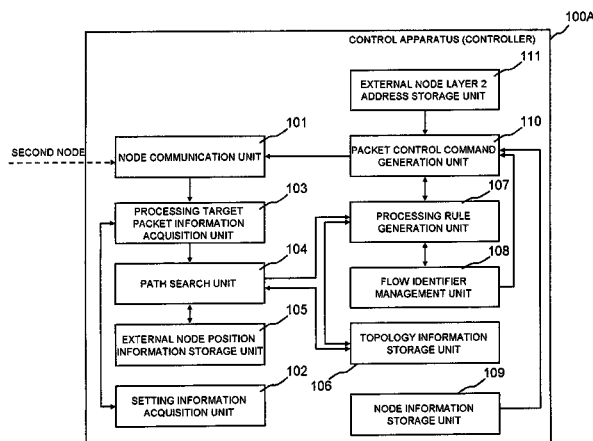 100A
CONTROL APPARATUS (CONTROLLER)
111
EXTERNAL NODE LAYER 2
ADDRESS STORAGE UNIT
101
110
SECOND NODE
NODE COMMUNICATION UNIT
PACKET CONTROL COMMAND
GENERATION UNIT
103
107
PROCESSING TARGET
PACKET INFORMATION
ACQUISITION UNIT
PROCESSING RULE
GENERATION UNIT
104
108
PATH SEARCH UNIT
FLOW IDENTIFIER
MANAGEMENT UNIT
105
EXTERNAL NODE POSITION
INFORMATION STORAGE UNIT
TOPOLOGY INFORMATION
STORAGE UNIT
102
106
109
SETTING INFORMATION
ACQUISITION UNIT
NODE INFORMATION
STORAGE UNIT